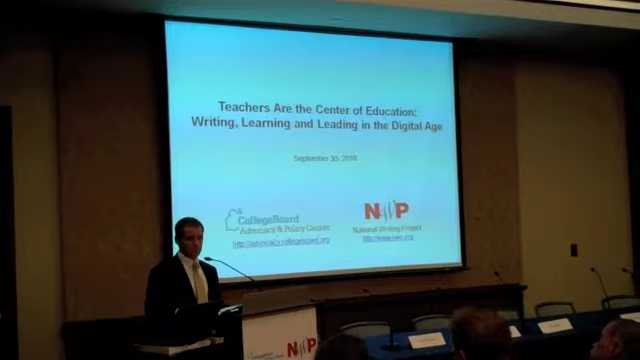 Teachers Are the Center of Education:
Writing, Learning and Leading in the Digital Age
September 30, 2010
CollegeBoard
Advocacy & Policy Center
http://advocacy.collegeboard.org
NWP
National Writing Project
http://www.nwp.org
NWP